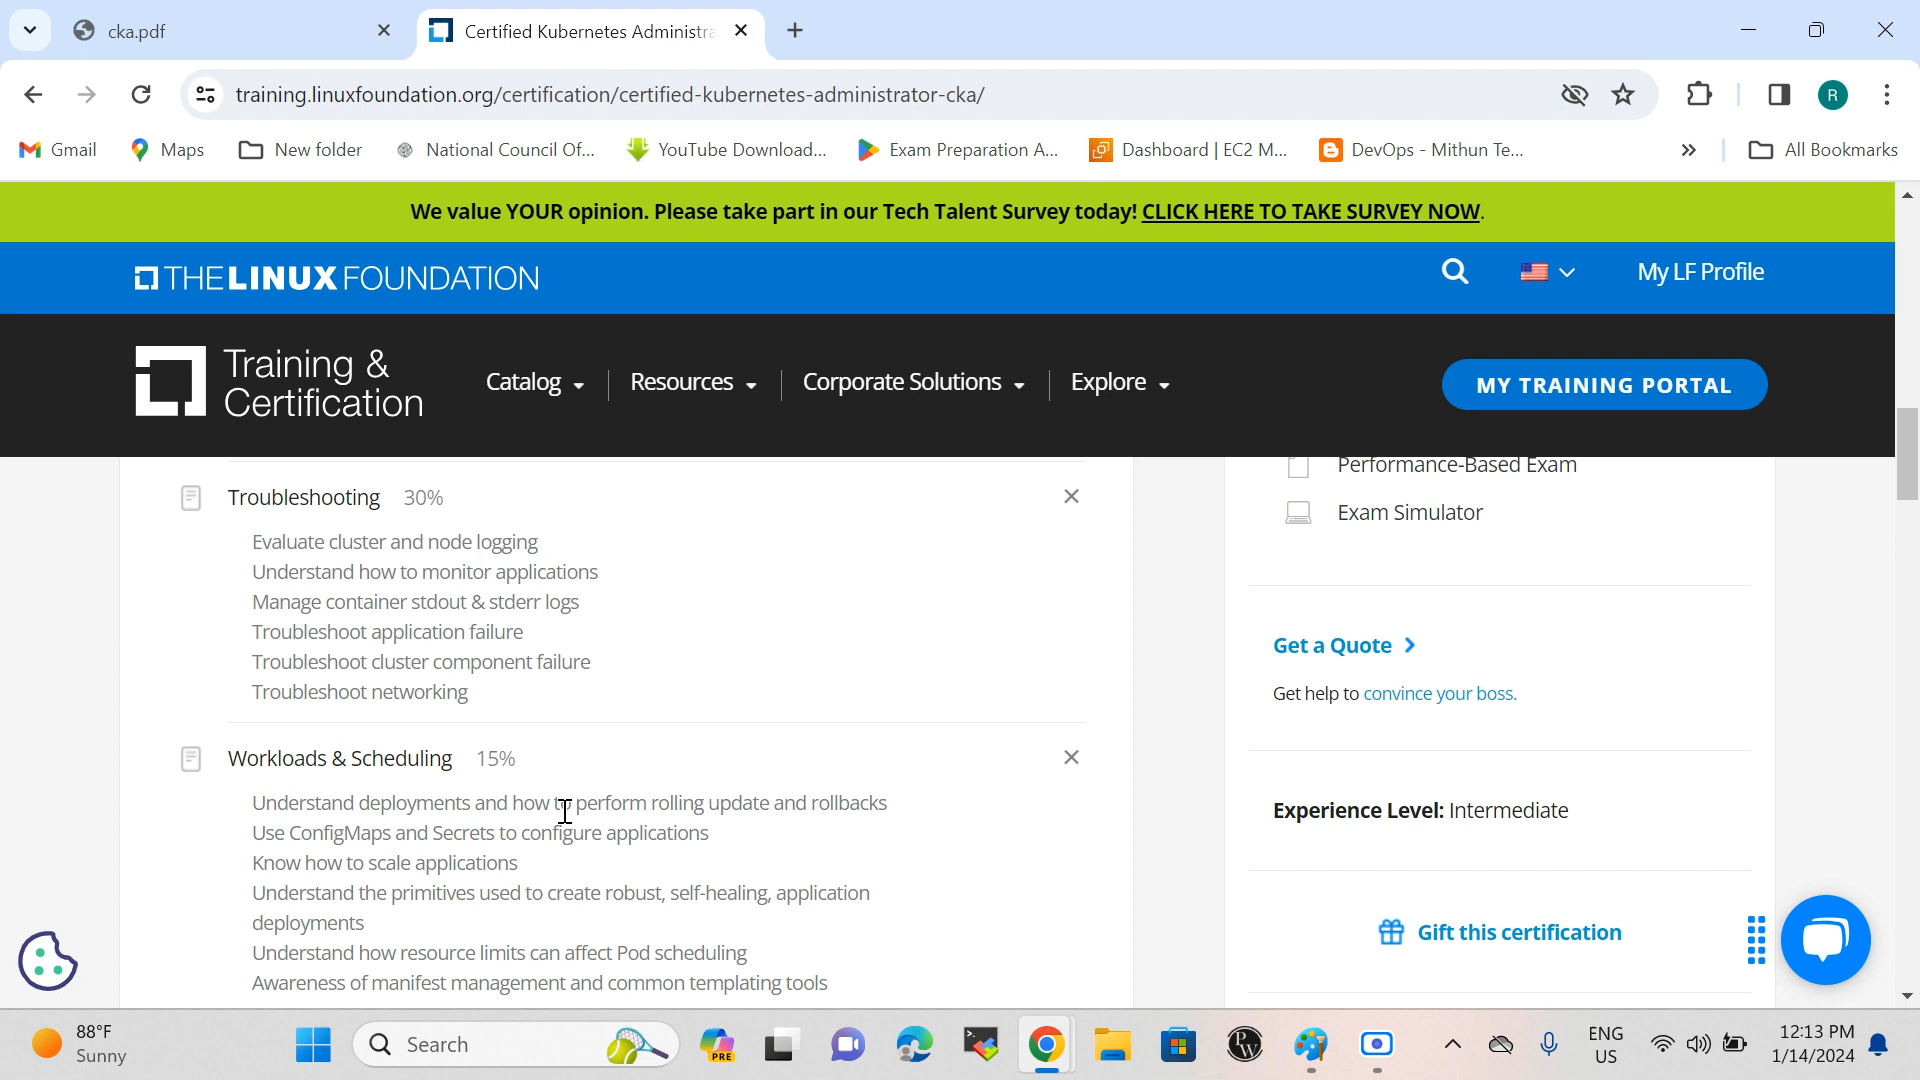 cka.pdf
Certified Kubernetes Administra
training.linuxfoundation.org/certification/certified-kubernetes-administrator-cka/
R
Gmail
Maps
New folder
National Council Of...
YouTube Download...
Exam Preparation A...
Dashboard | EC2 M...
DevOps - Mithun Te...
All Bookmarks
We value YOUR opinion. Please take part in our Tech Talent Survey today! CLICK HERE TO TAKE SURVEY NOW.
THE LINUX FOUNDATION
My LF Profile
Training &
Certification
Catalog
Resources
Corporate Solutions
Explore
MY TRAINING PORTAL
Performance-Based Exam
Exam Simulator
Troubleshooting 30%
Evaluate cluster and node logging
Understand how to monitor applications
Manage container stdout & stderr logs
Troubleshoot application failure
Troubleshoot cluster component failure
Troubleshoot networking
Get a Quote
Get help to convince your boss.
Workloads & Scheduling 15%
Understand deployments and how to perform rolling update and rollbacks
Use ConfigMaps and Secrets to configure applications
Know how to scale applications
Understand the primitives used to create robust, self-healing, application
deployments
Understand how resource limits can affect Pod scheduling
Awareness of manifest management and common templating tools
Experience Level: Intermediate
Gift this certification
88°F
Sunny
Search
PRE
ENG
US
12:13 PM
1/14/2024